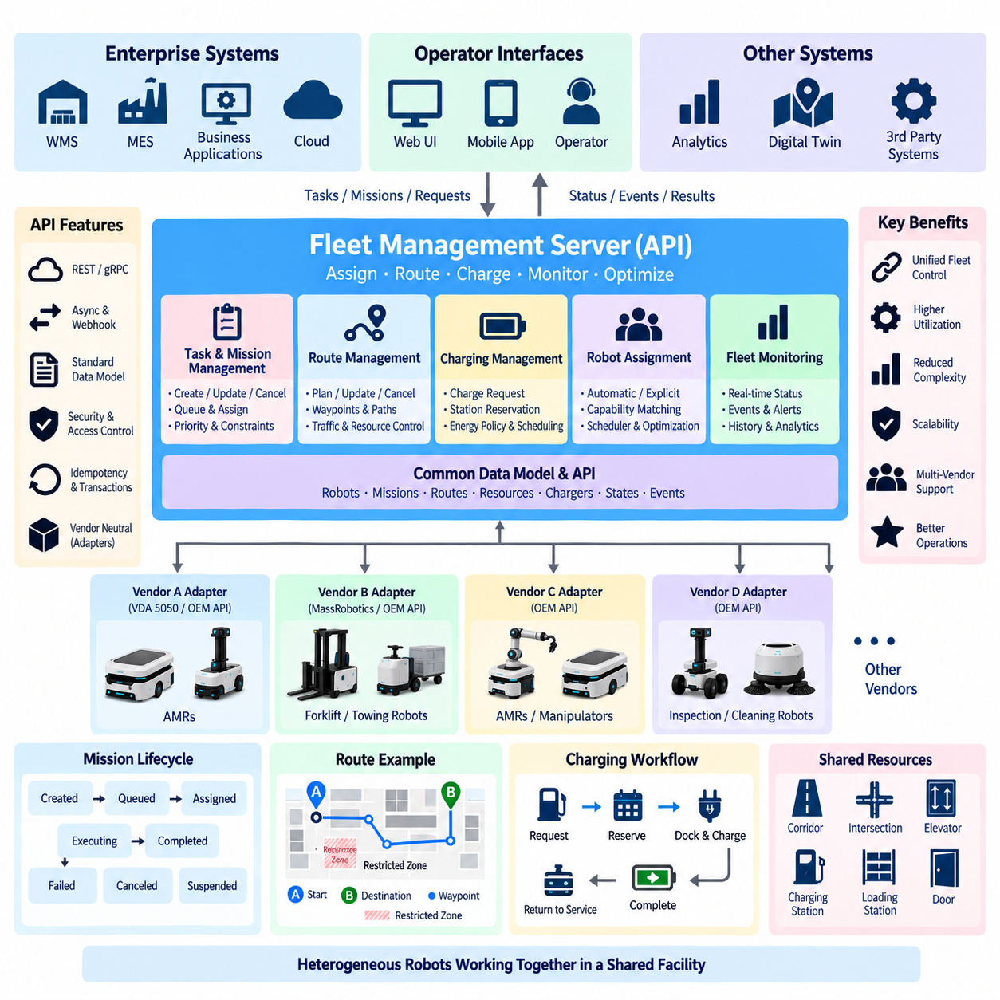 Enterprise Systems
WMS
MES
Business
Applications
Cloud
Operator Interfaces
Web UI
Mobile App
Operator
Other Systems
Analytics
Digital Twin
3rd Party
Systems
Tasks / Missions / Requests
Status / Events / Results
API Features
REST / gRPC
Async &
Webhook
Standard
Data Model
Security &
Access Control
Idempotency
& Transactions
Vendor Neutral
(Adapters)
Fleet Management Server (API)
Assign · Route · Charge · Monitor · Optimize
Task & Mission
Management
• Create / Update / Cancel
• Queue & Assign
• Priority & Constraints
Route Management
• Plan / Update / Cancel
• Waypoints & Paths
• Traffic & Resource Control
Charging Management
• Charge Request
• Station Reservation
• Energy Policy & Scheduling
Robot Assignment
• Automatic / Explicit
• Capability Matching
• Scheduler & Optimization
Fleet Monitoring
• Real-time Status
• Events & Alerts
• History & Analytics
Common Data Model & API
Robots · Missions · Routes · Resources · Chargers · States · Events
Key Benefits
Unified Fleet
Control
Higher
Utilization
Reduced
Complexity
Scalability
Multi-Vendor
Support
Better
Operations
Vendor A Adapter
(VDA 5050 / OEM API)
AMRs
Vendor B Adapter
(MassRobotics / OEM API)
Forklift / Towing Robots
Vendor C Adapter
(OEM API)
AMRs / Manipulators
Vendor D Adapter
(OEM API)
Inspection / Cleaning Robots
Other
Vendors
Mission Lifecycle
Created
Queued
Assigned
Executing
Completed
Failed
Canceled
Suspended
Route Example
A
B
Zone
Restricted Zone
A Start
B Destination
Waypoint
Restricted Zone
Charging Workflow
Request
Reserve
Dock & Charge
Return to Service
Complete
Shared Resources
Corridor
Intersection
Elevator
Charging
Station
Loading
Station
Door
Heterogeneous Robots Working Together in a Shared Facility